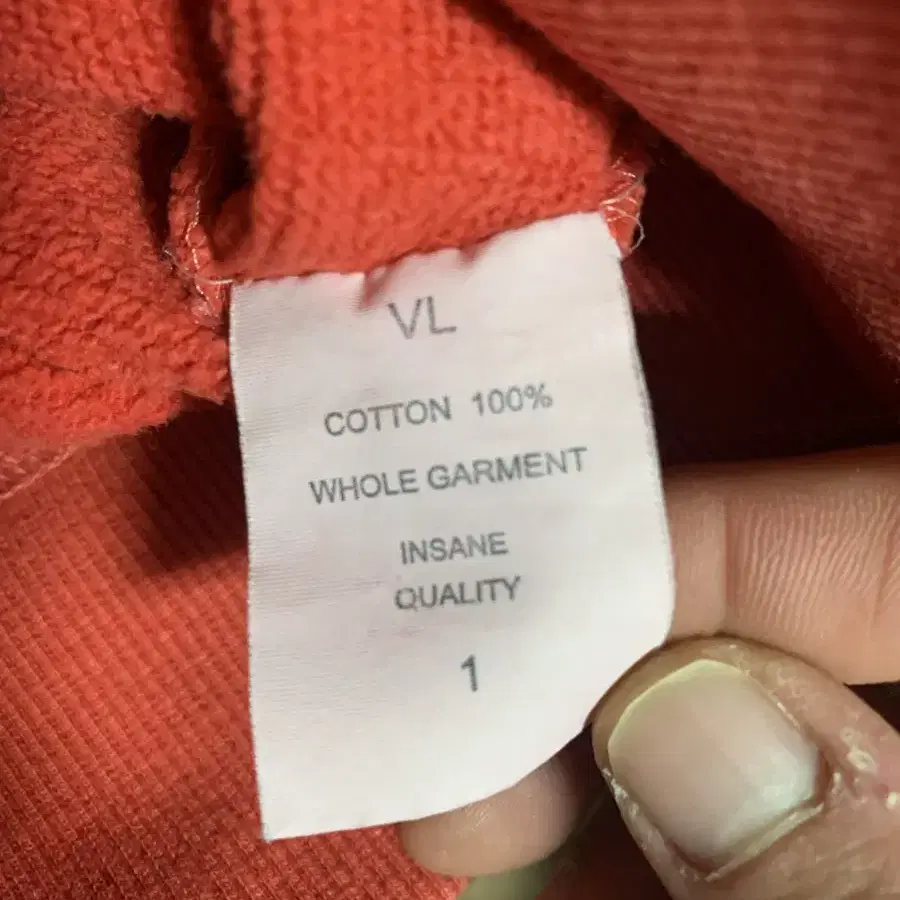 VL
COTTON 100%
WHOLE GARMENT
INSANE
QUALITY
1